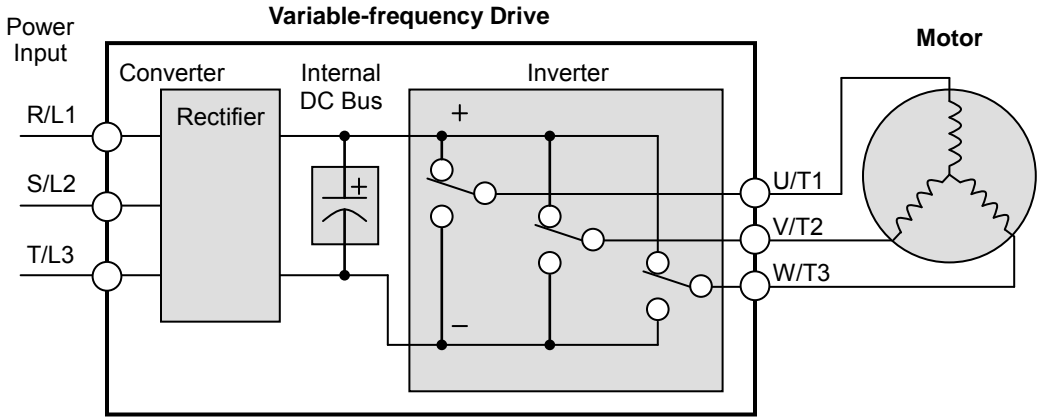 Variable-frequency Drive
Power
Input
Motor
Converter
Internal
DC Bus
Inverter
R/L1
Rectifier
+
+
S/L2
U/T1
V/T2
T/L3
W/T3
–